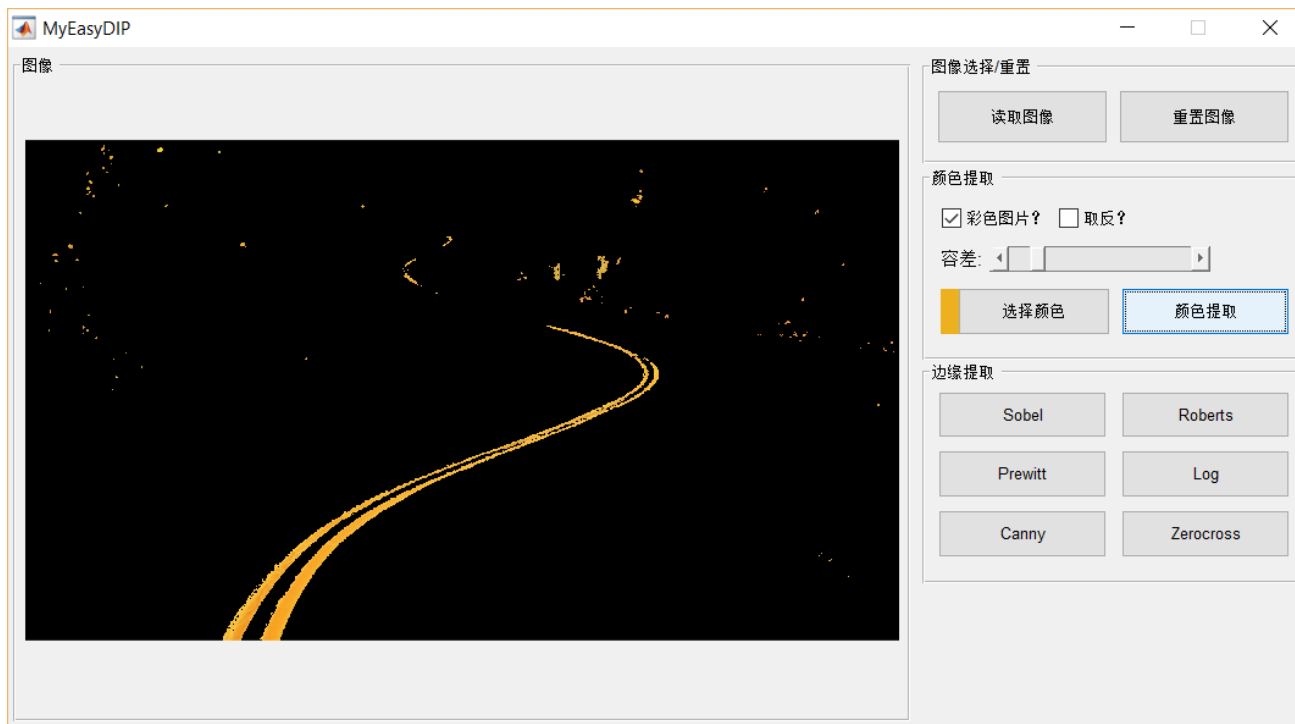 MyEasyDIP
图像
图像选择/重置
读取图像 重置图像
颜色提取
彩色图片? 取反?
容差:
选择颜色 颜色提取
边缘提取
Sobel Roberts
Prewitt Log
Canny Zerocross